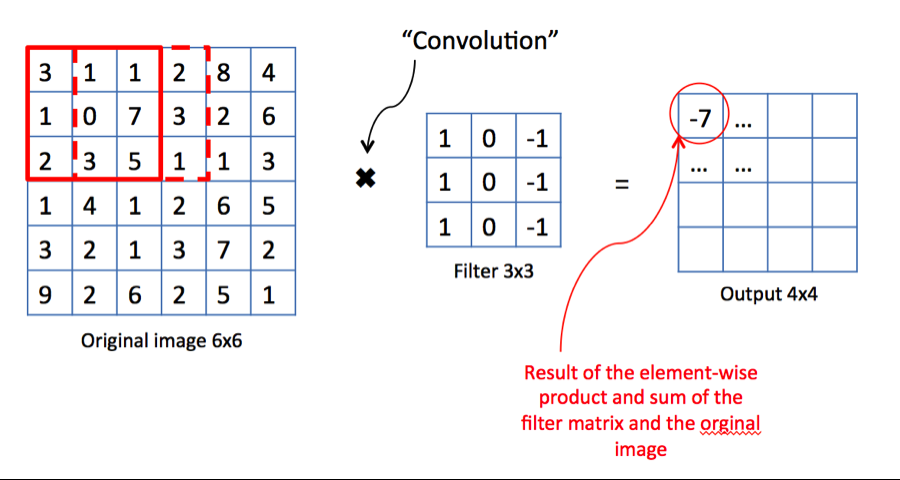 “Convolution”
3 1 1 2 8 4
1 0 7 3 2 6
2 3 5 1 1 3
1 4 1 2 6 5
3 2 1 3 7 2
9 2 6 2 5 1
Original image 6x6
✖
1 0 -1
1 0 -1
1 0 -1
Filter 3x3
=
-7 ...
... ...
Output 4x4
Result of the element-wise
product and sum of the
filter matrix and the orginal
image